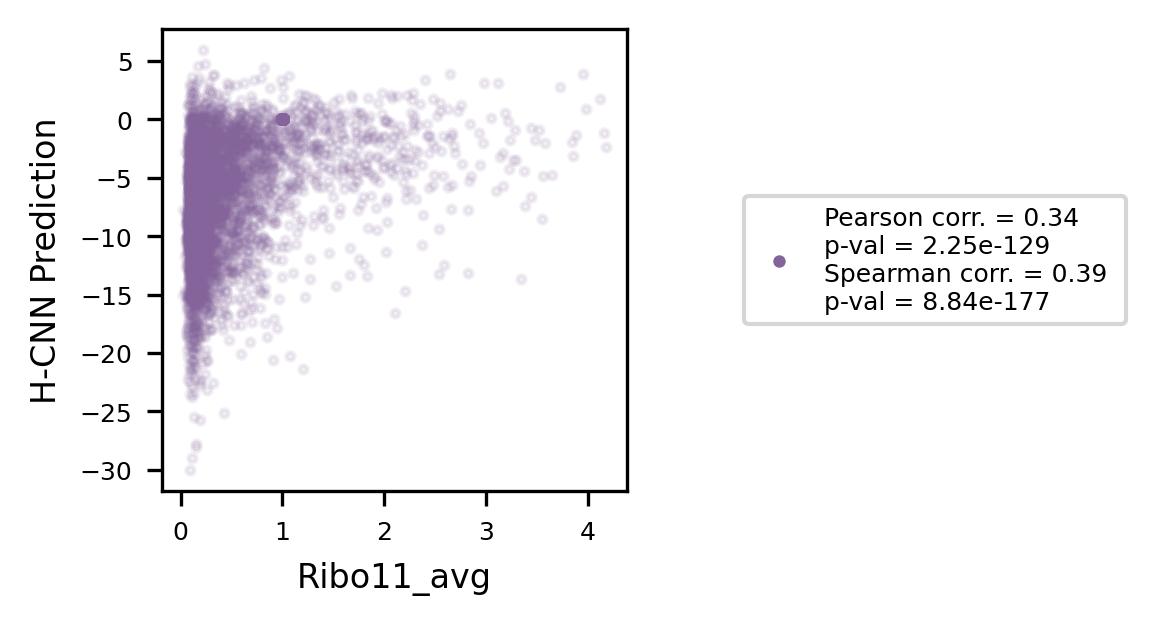 5
0
−5
−10
−15
−20
−25
−30
H-CNN Prediction
0 1 2 3 4
Ribo11_avg
Pearson corr. = 0.34
p-val = 2.25e-129
Spearman corr. = 0.39
p-val = 8.84e-177